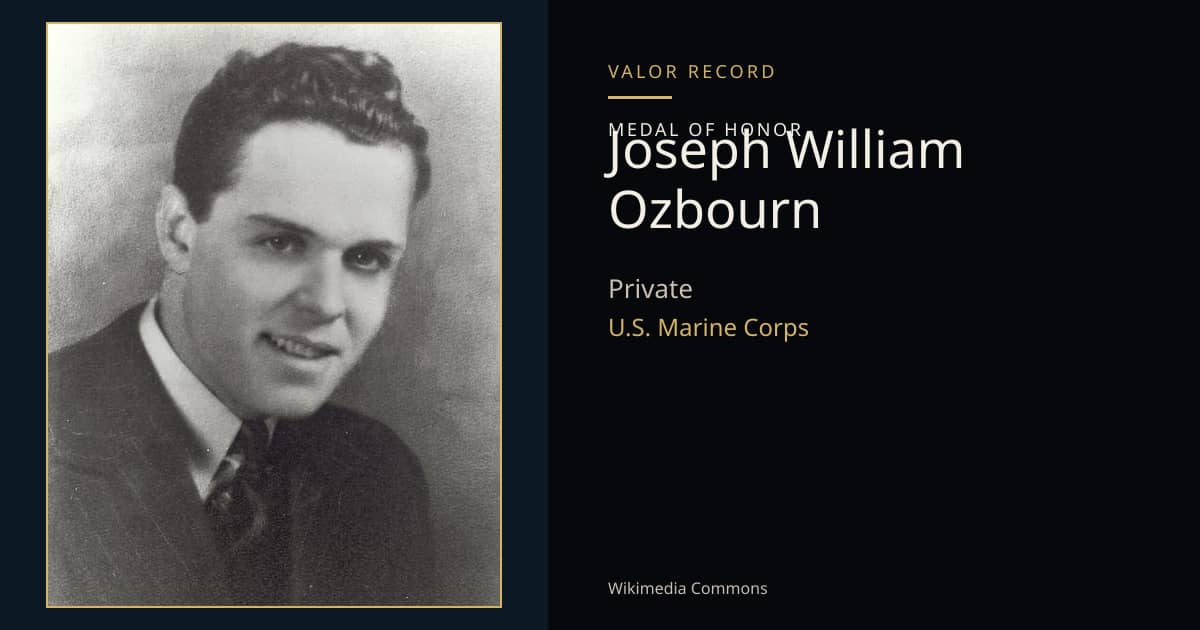 VALOR RECORD
MEDAL OF HONOR
Joseph William
Ozbourn
Private
U.S. Marine Corps
Wikimedia Commons